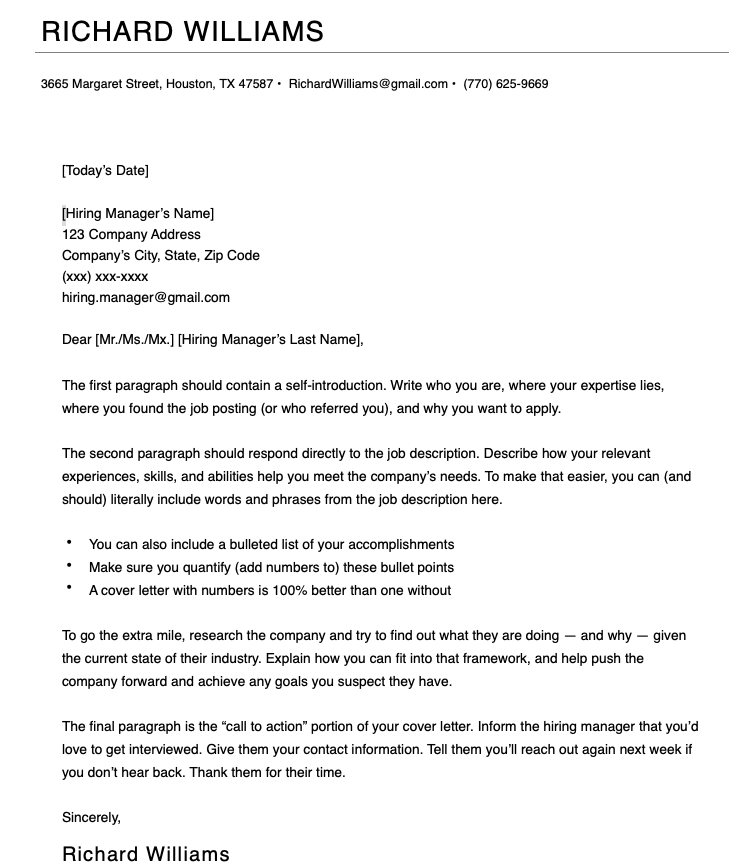 RICHARD WILLIAMS
3665 Margaret Street, Houston, TX 47587 • RichardWilliams@gmail.com • (770) 625-9669
[Today’s Date]
[Hiring Manager’s Name]
123 Company Address
Company’s City, State, Zip Code
(xxx) xxx-xxxx
hiring.manager@gmail.com
Dear [Mr./Ms./Mx.] [Hiring Manager’s Last Name],
The first paragraph should contain a self-introduction. Write who you are, where your expertise lies,
where you found the job posting (or who referred you), and why you want to apply.
The second paragraph should respond directly to the job description. Describe how your relevant
experiences, skills, and abilities help you meet the company’s needs. To make that easier, you can (and
should) literally include words and phrases from the job description here.
• You can also include a bulleted list of your accomplishments
• Make sure you quantify (add numbers to) these bullet points
• A cover letter with numbers is 100% better than one without
To go the extra mile, research the company and try to find out what they are doing — and why — given
the current state of their industry. Explain how you can fit into that framework, and help push the
company forward and achieve any goals you suspect they have.
The final paragraph is the “call to action” portion of your cover letter. Inform the hiring manager that you’d
love to get interviewed. Give them your contact information. Tell them you’ll reach out again next week if
you don’t hear back. Thank them for their time.
Sincerely,
Richard Williams